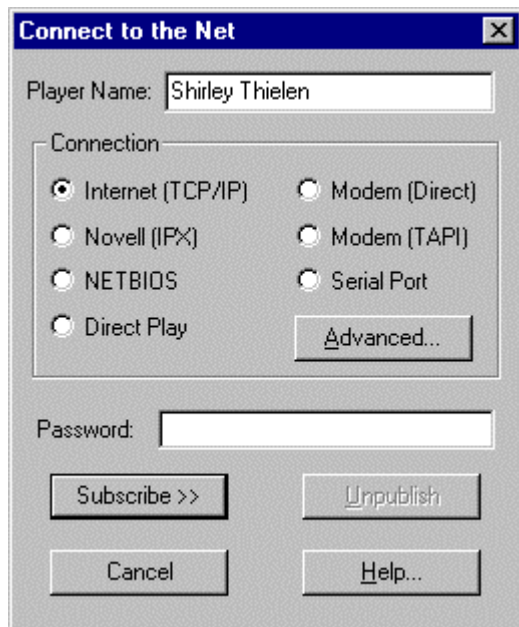 Connect to the Net
Player Name: Shirley Thielen
Connection
Internet (TCP/IP) Modem (Direct)
Novell (IPX) Modem (TAPI)
NETBIOS Serial Port
Direct Play Advanced...
Password:
Subscribe >> Unpublish
Cancel Help...